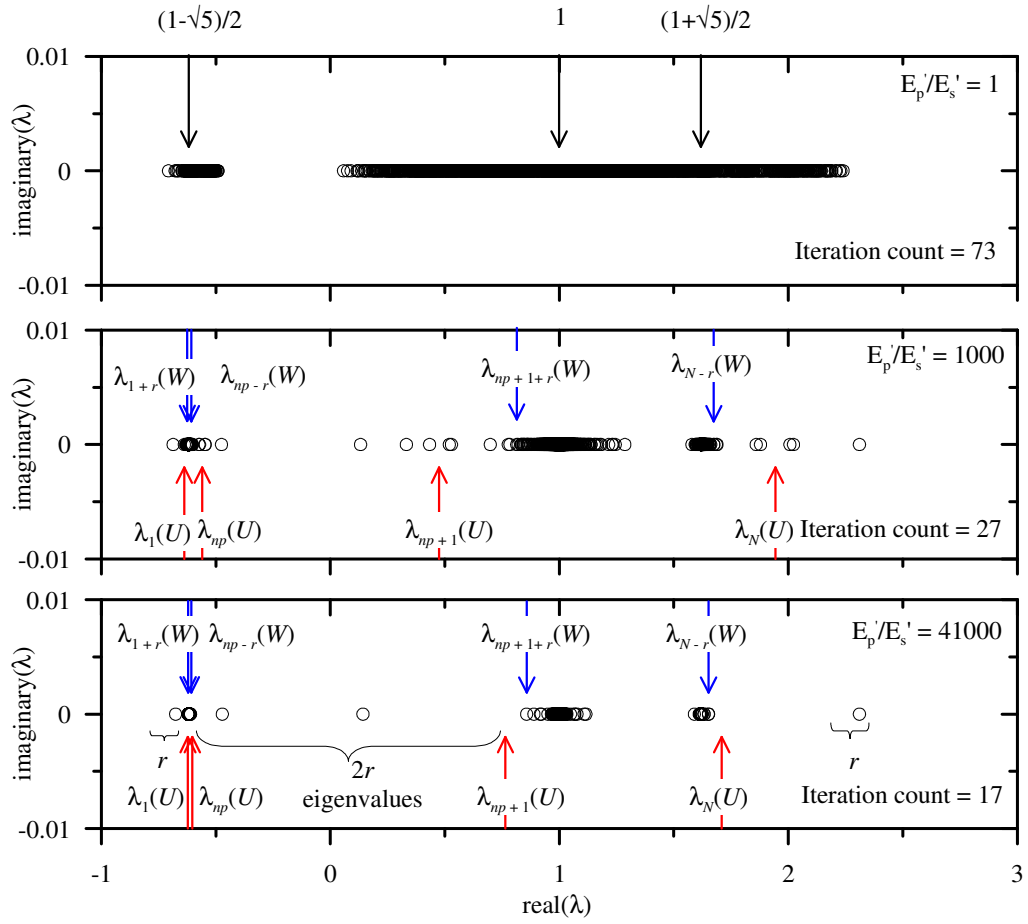 (1-√5)/2 1 (1+√5)/2
0.01
E_p'/E_s' = 1
imaginary(λ)
0
Iteration count = 73
-0.01
0.01
E_p'/E_s' = 1000
λ_{1+r}(W) λ_{np-r}(W) λ_{np+1+r}(W) λ_{N-r}(W)
imaginary(λ)
0
λ_1(U) λ_{np}(U) λ_{np+1}(U) λ_N(U) Iteration count = 27
-0.01
0.01
λ_{1+r}(W) λ_{np-r}(W) λ_{np+1+r}(W) λ_{N-r}(W) E_p'/E_s' = 41000
imaginary(λ)
0
r 2r r
λ_1(U) λ_{np}(U) eigenvalues λ_{np+1}(U) λ_N(U) Iteration count = 17
-0.01
-1 0 1 2 3
real(λ)